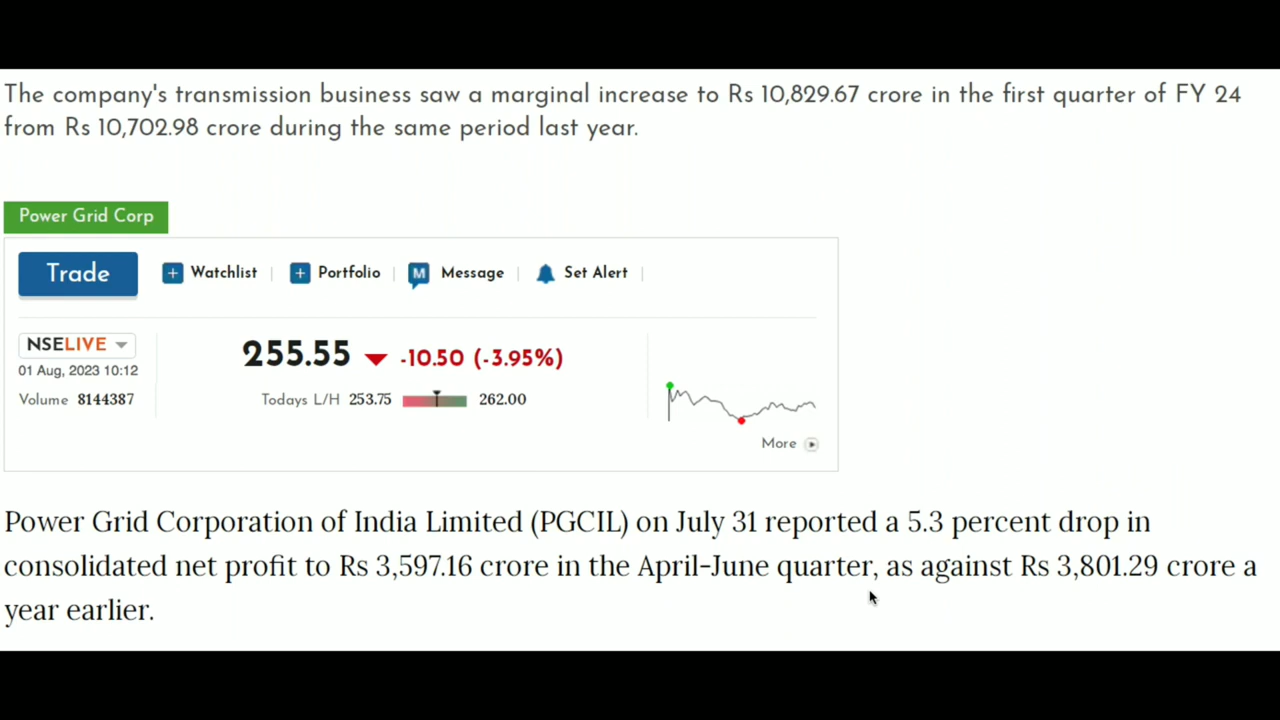 The company's transmission business saw a marginal increase to Rs 10,829.67 crore in the first quarter of FY 24
from Rs 10,702.98 crore during the same period last year.
Power Grid Corp
Trade
Watchlist
Portfolio
M Message
Set Alert
NSELIVE
01 Aug, 2023 10:12
Volume 8144387
255.55 -10.50 (-3.95%)
Todays L/H 253.75 262.00
More
Power Grid Corporation of India Limited (PGCIL) on July 31 reported a 5.3 percent drop in
consolidated net profit to Rs 3,597.16 crore in the April-June quarter, as against Rs 3,801.29 crore a
year earlier.